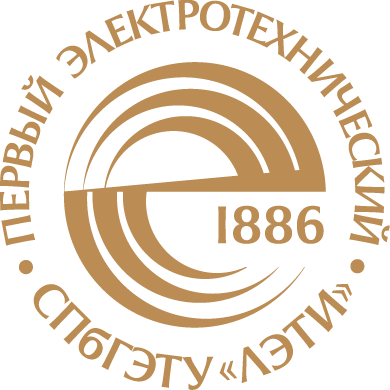 ПЕРВЫЙ ЭЛЕКТРОТЕХНИЧЕСКИЙ
1886
СПбГЭТУ «ЛЭТИ»